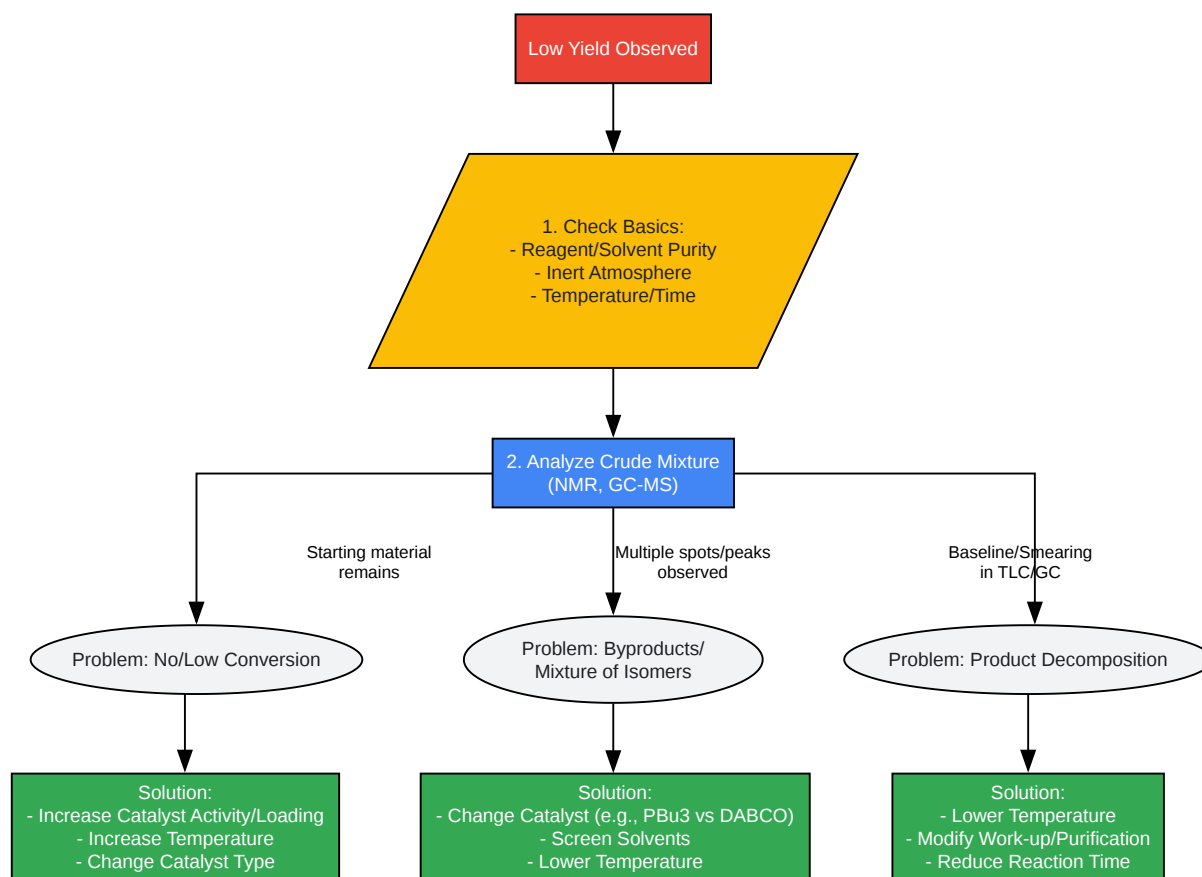 Low Yield Observed
1. Check Basics:
- Reagent/Solvent Purity
- Inert Atmosphere
- Temperature/Time
2. Analyze Crude Mixture
(NMR, GC-MS)
Starting material
remains
Multiple spots/peaks
observed
Baseline/Smearing
in TLC/GC
Problem: No/Low Conversion
Problem: Byproducts/
Mixture of Isomers
Problem: Product Decomposition
Solution:
- Increase Catalyst Activity/Loading
- Increase Temperature
- Change Catalyst Type
Solution:
- Change Catalyst (e.g., PBu3 vs DABCO)
- Screen Solvents
- Lower Temperature
Solution:
- Lower Temperature
- Modify Work-up/Purification
- Reduce Reaction Time